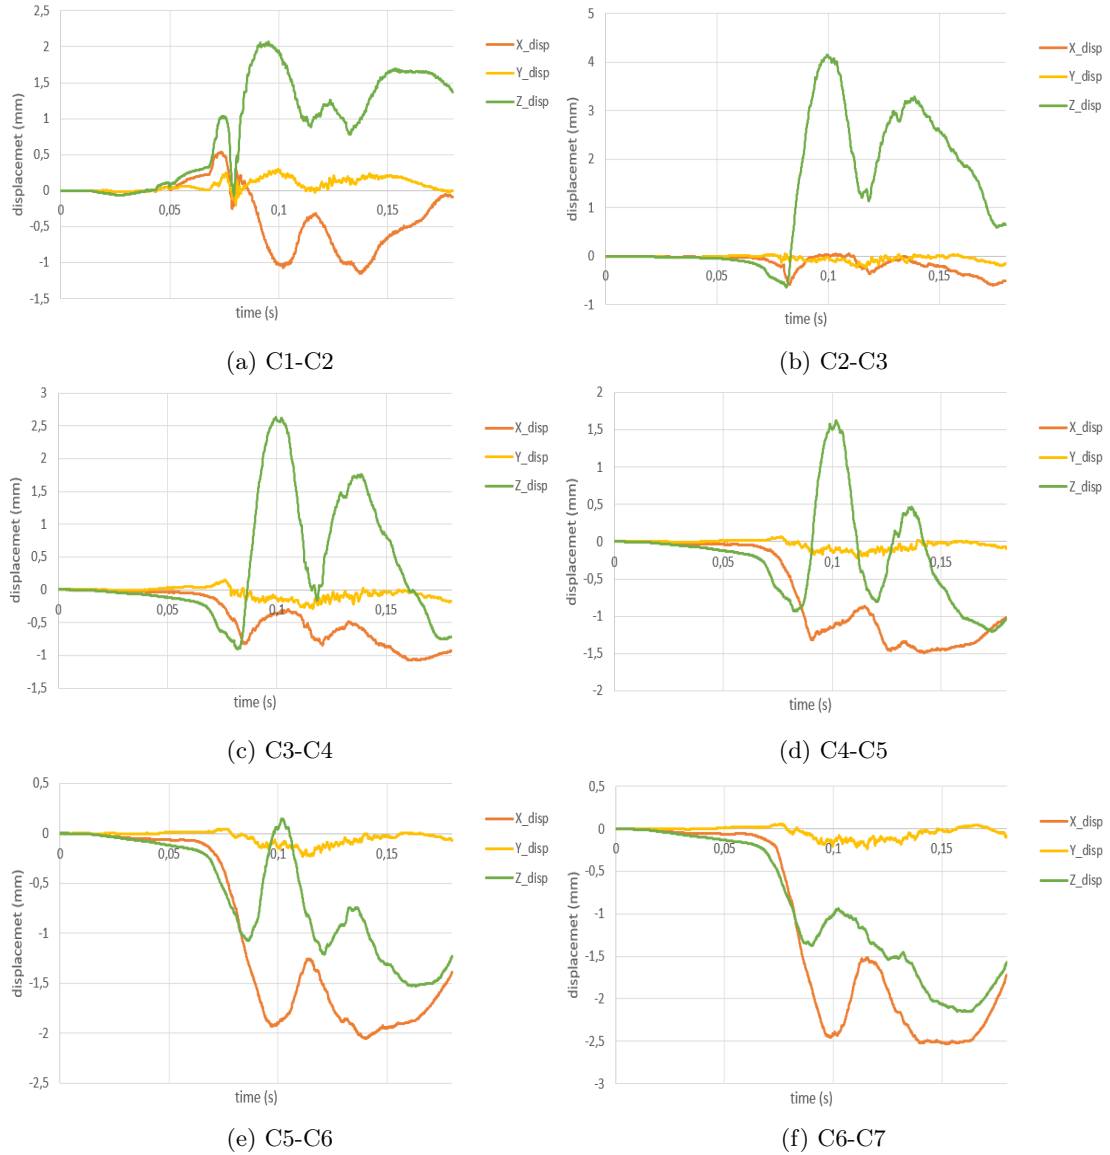 2,5
2
1,5
1
0,5
0
-0,5
-1
-1,5
0 0,05 0,1 0,15
displacemet (mm)
time (s)
X_disp
Y_disp
Z_disp
(a) C1-C2
5
4
3
2
1
0
-1
0 0,05 0,1 0,15
displacemet (mm)
time (s)
X_disp
Y_disp
Z_disp
(b) C2-C3
3
2,5
2
1,5
1
0,5
0
-0,5
-1
-1,5
0 0,05 0,1 0,15
displacemet (mm)
time (s)
X_disp
Y_disp
Z_disp
(c) C3-C4
2
1,5
1
0,5
0
-0,5
-1
-1,5
-2
0 0,05 0,1 0,15
displacemet (mm)
time (s)
X_disp
Y_disp
Z_disp
(d) C4-C5
0,5
0
-0,5
-1
-1,5
-2
-2,5
0 0,05 0,1 0,15
displacemet (mm)
time (s)
X_disp
Y_disp
Z_disp
(e) C5-C6
0,5
0
-0,5
-1
-1,5
-2
-2,5
-3
0 0,05 0,1 0,15
displacemet (mm)
time (s)
X_disp
Y_disp
Z_disp
(f) C6-C7